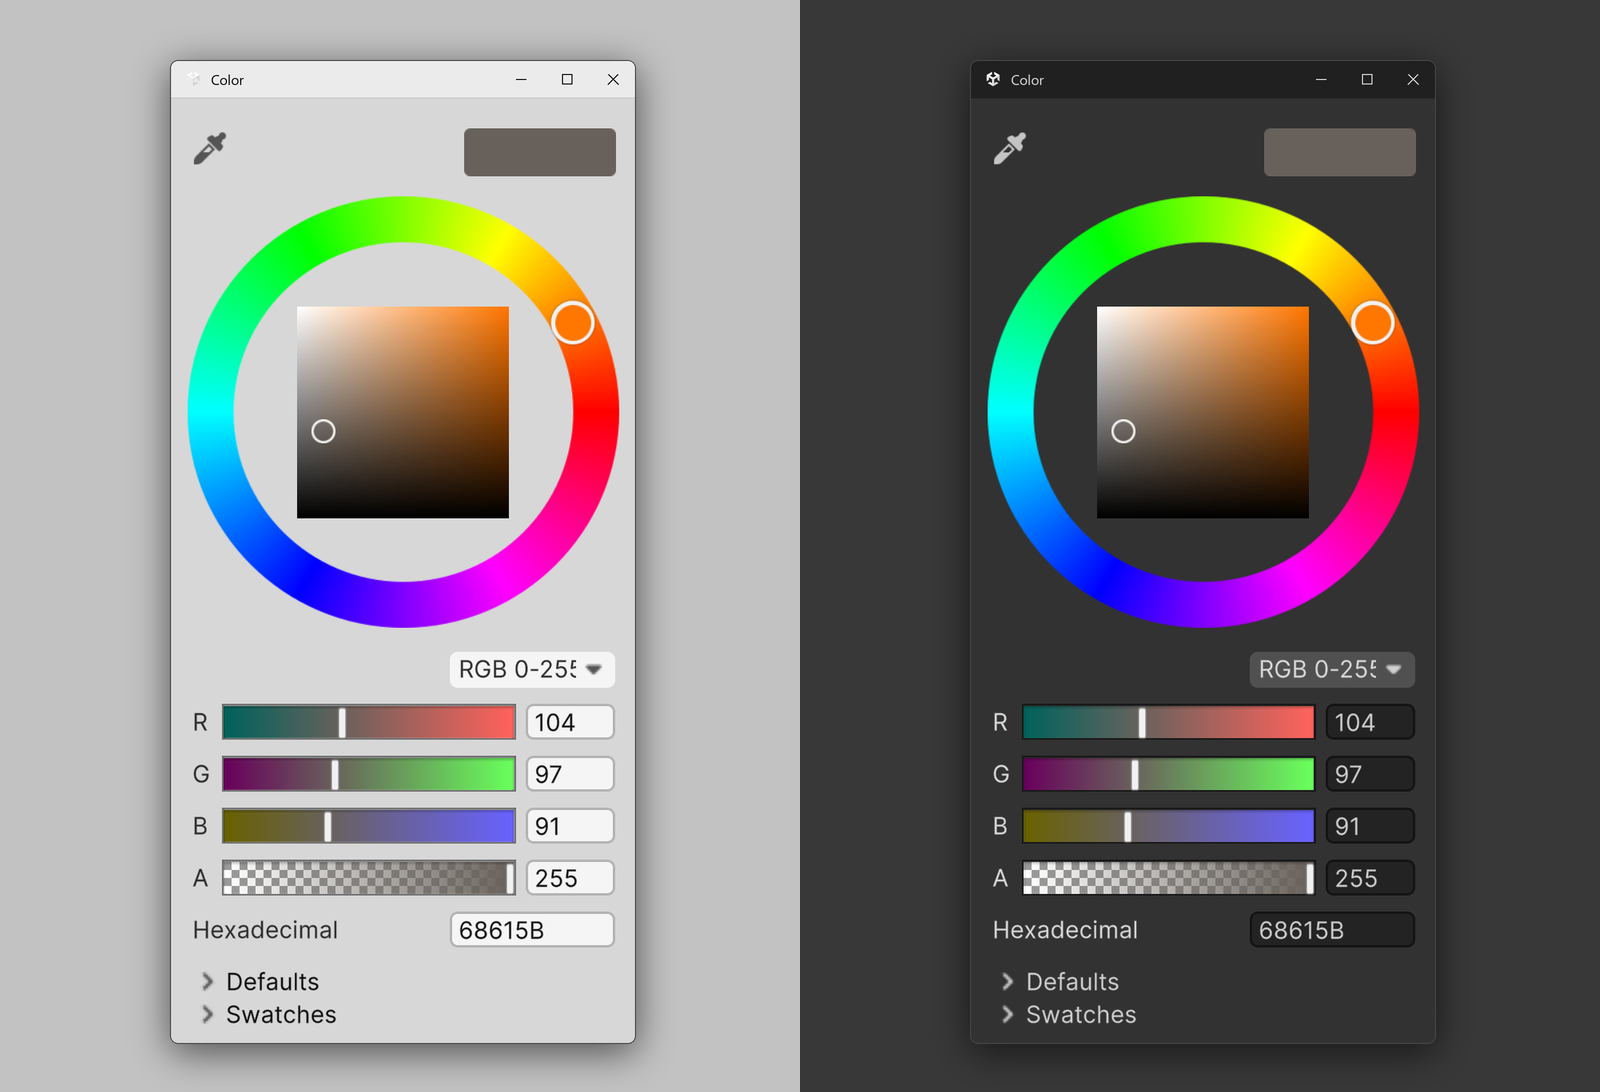 Color
RGB 0-255
R 104
G 97
B 91
A 255
Hexadecimal 68615B
Defaults
Swatches
Color
RGB 0-255
R 104
G 97
B 91
A 255
Hexadecimal 68615B
Defaults
Swatches